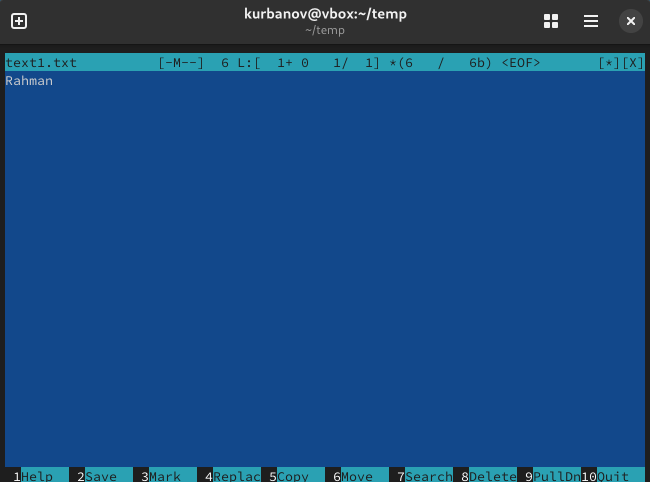 kurbanov@vbox:~/temp
~/temp
text1.txt [-M--] 6 L:[ 1+ 0 1/ 1] *(6 / 6b) <EOF> [*][X]
Rahman
1Help 2Save 3Mark 4Replac 5Copy 6Move 7Search 8Delete 9PullDn 10Quit